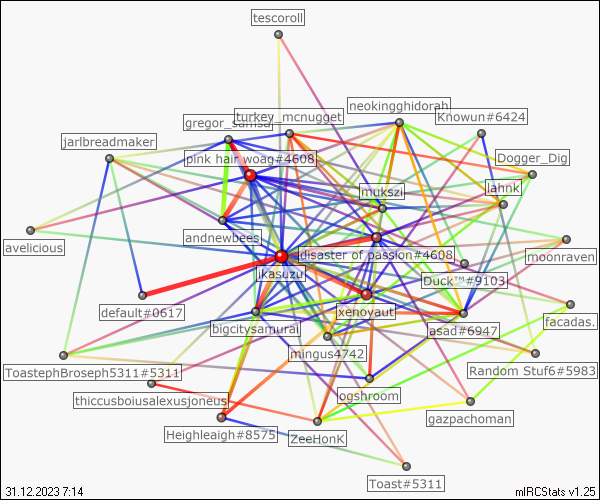 tescoroll
neokingghidorah
turkey_mcnugget
Knowun#6424
gregor_samsa
jarlbreadmaker
pink hair woag#4608
Dogger_Dig
mukszi
lahnk
andnewbees
avelicious
disaster of passion#4608
moonraven
ikasuzu
Duck™#9103
default#0617
xenoyaut
facadas.
bigcitysamurai
asad#6947
mingus4742
ToastephBroseph5311#5311
Random Stuf6#5983
thiccusboiusalexusjoneus
ogshroom
gazpachoman
Heighleaigh#8575
ZeeHonK
Toast#5311
31.12.2023 7:14
mIRCStats v1.25